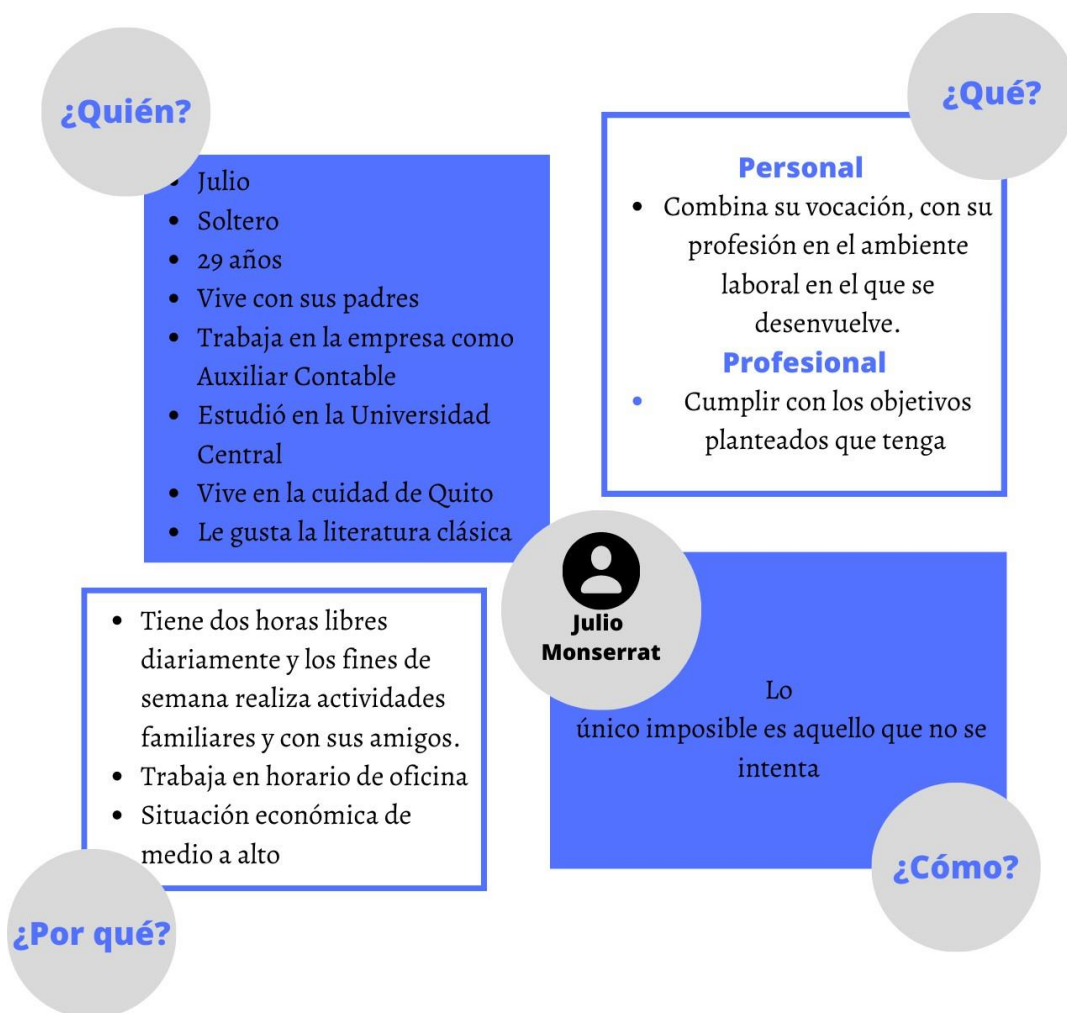 ¿Quién?
• Julio
• Soltero
• 29 años
• Vive con sus padres
• Trabaja en la empresa como
Auxiliar Contable
• Estudió en la Universidad
Central
• Vive en la cuidad de Quito
• Le gusta la literatura clásica
¿Qué?
Personal
• Combina su vocación, con su
profesión en el ambiente
laboral en el que se
desenvuelve.
Profesional
• Cumplir con los objetivos
planteados que tenga
Julio
Monserrat
• Tiene dos horas libres
diariamente y los fines de
semana realiza actividades
familiares y con sus amigos.
• Trabaja en horario de oficina
• Situación económica de
medio a alto
¿Por qué?
Lo
único imposible es aquello que no se
intenta
¿Cómo?